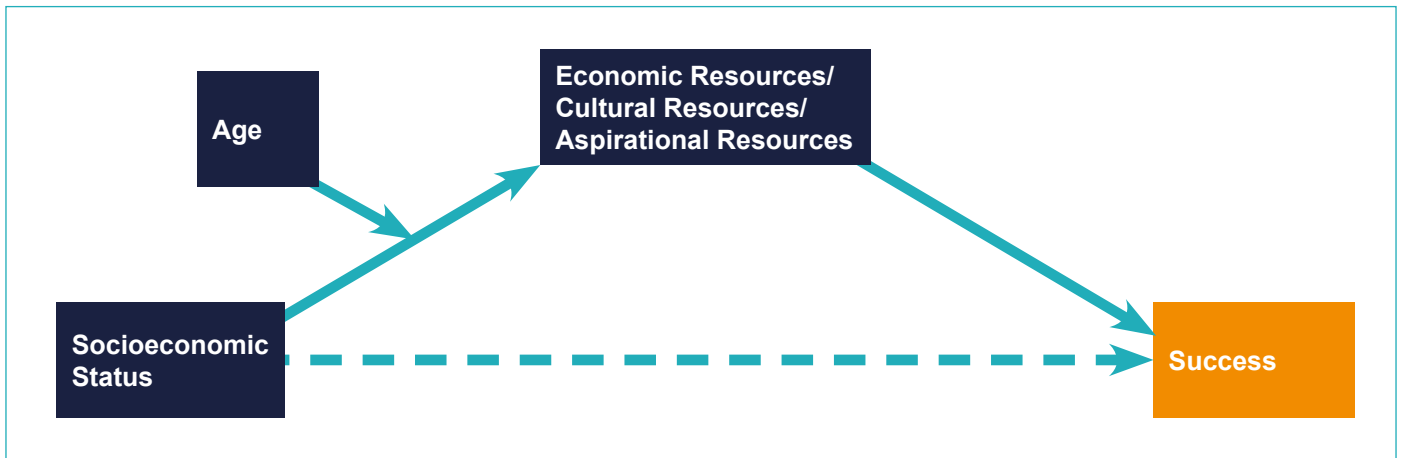 Age
Economic Resources/
Cultural Resources/
Aspirational Resources
Socioeconomic
Status
Success